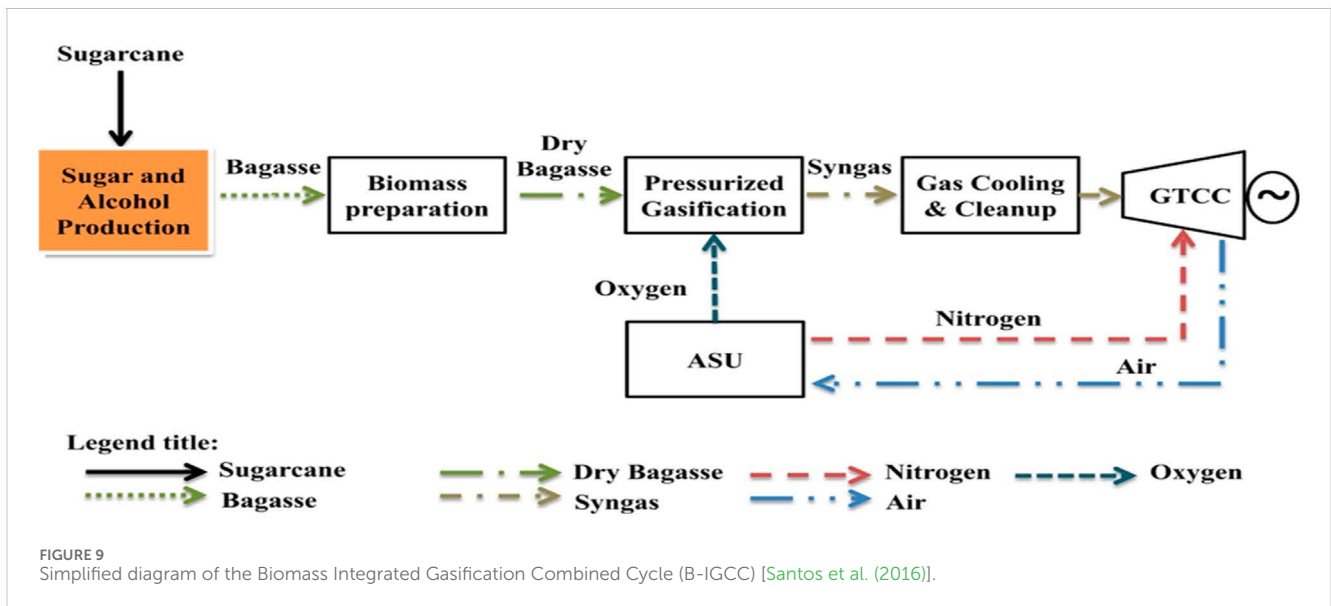 Sugarcane
Sugar and
Alcohol
Production
Bagasse
Biomass
preparation
Dry
Bagasse
Pressurized
Gasification
Syngas
Gas Cooling
& Cleanup
GTCC
~
Oxygen
ASU
Nitrogen
Air
Legend title:
Sugarcane
Bagasse
Dry Bagasse
Syngas
Nitrogen
Air
Oxygen
FIGURE 9
Simplified diagram of the Biomass Integrated Gasification Combined Cycle (B-IGCC) [Santos et al. (2016)].